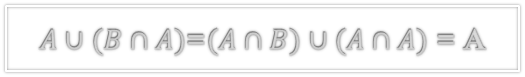 A ∪ (B ∩ A)=(A ∩ B) ∪ (A ∩ A) = A